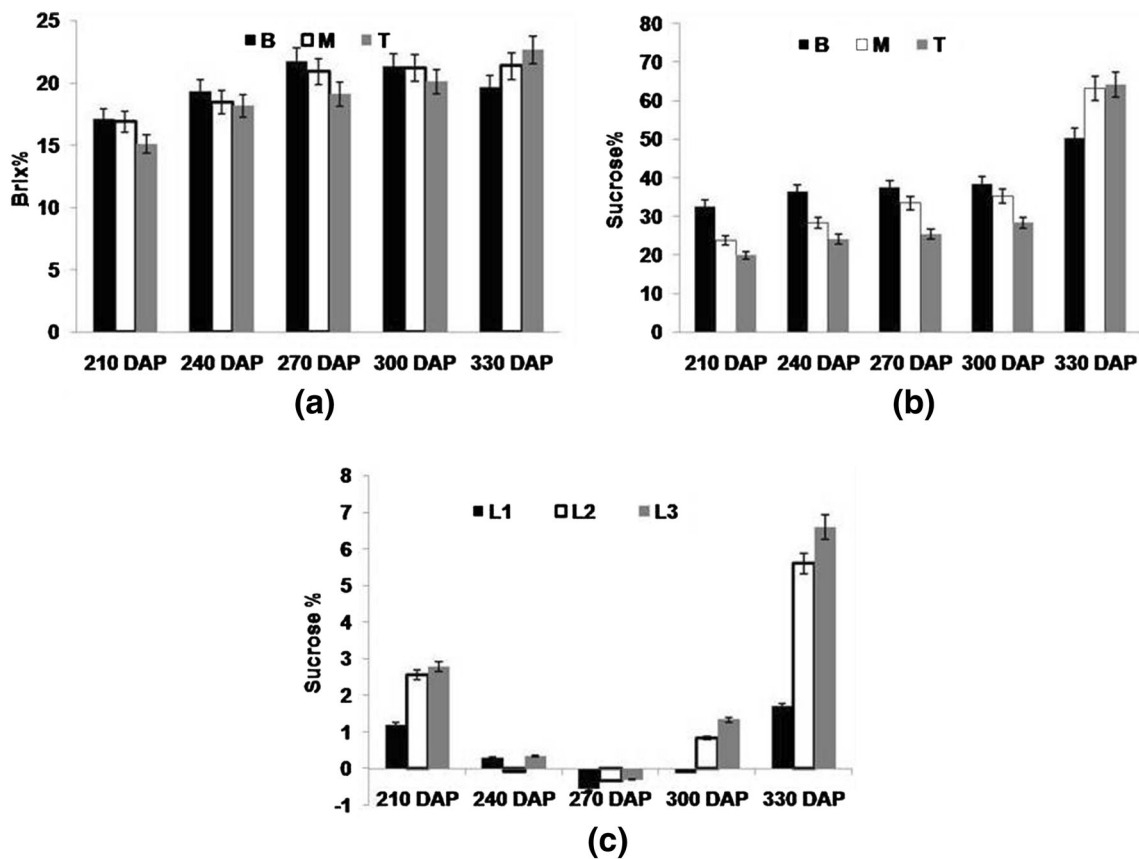 25
20
15
10
5
0
Brix%
B M T
210 DAP 240 DAP 270 DAP 300 DAP 330 DAP
(a)
80
70
60
50
40
30
20
10
0
Sucrose%
B M T
210 DAP 240 DAP 270 DAP 300 DAP 330 DAP
(b)
8
7
6
5
4
3
2
1
0
-1
Sucrose %
L1 L2 L3
210 DAP 240 DAP 270 DAP 300 DAP 330 DAP
(c)